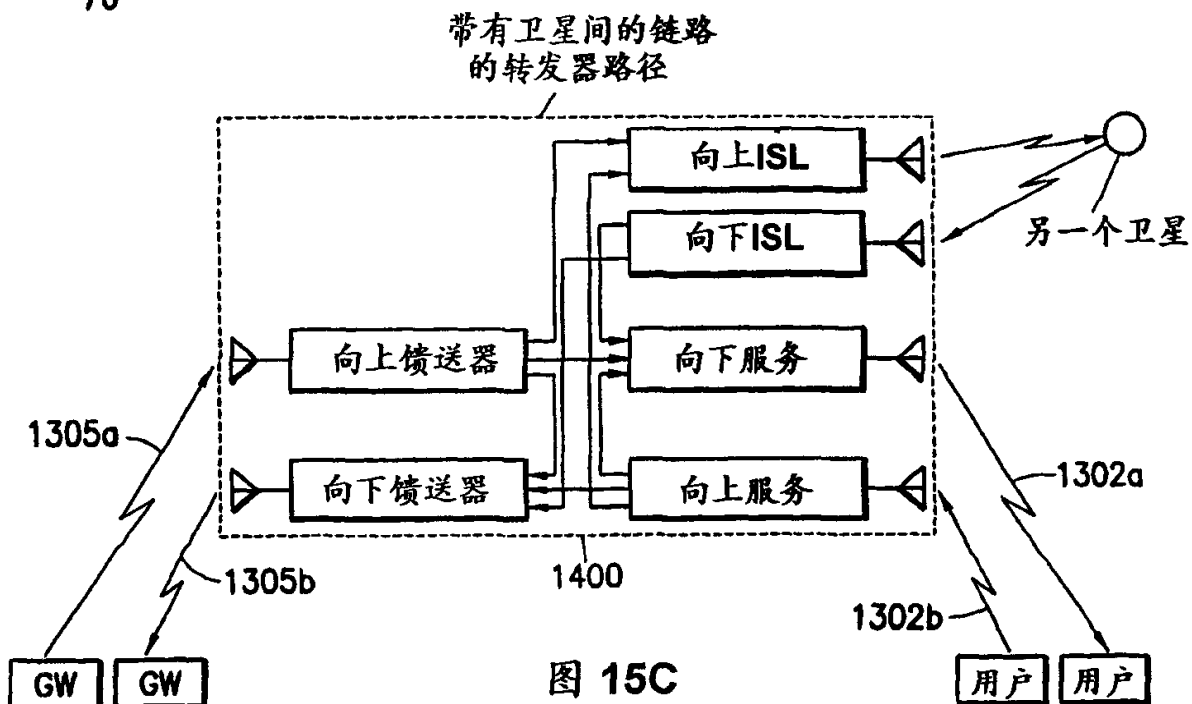 带有卫星间的链路
的转发器路径
向上ISL
向下ISL
另一个卫星
向上馈送器
向下服务
1305a
向下馈送器
向上服务
1302a
1305b
1400
1302b
GW
GW
图 15C
用户
用户